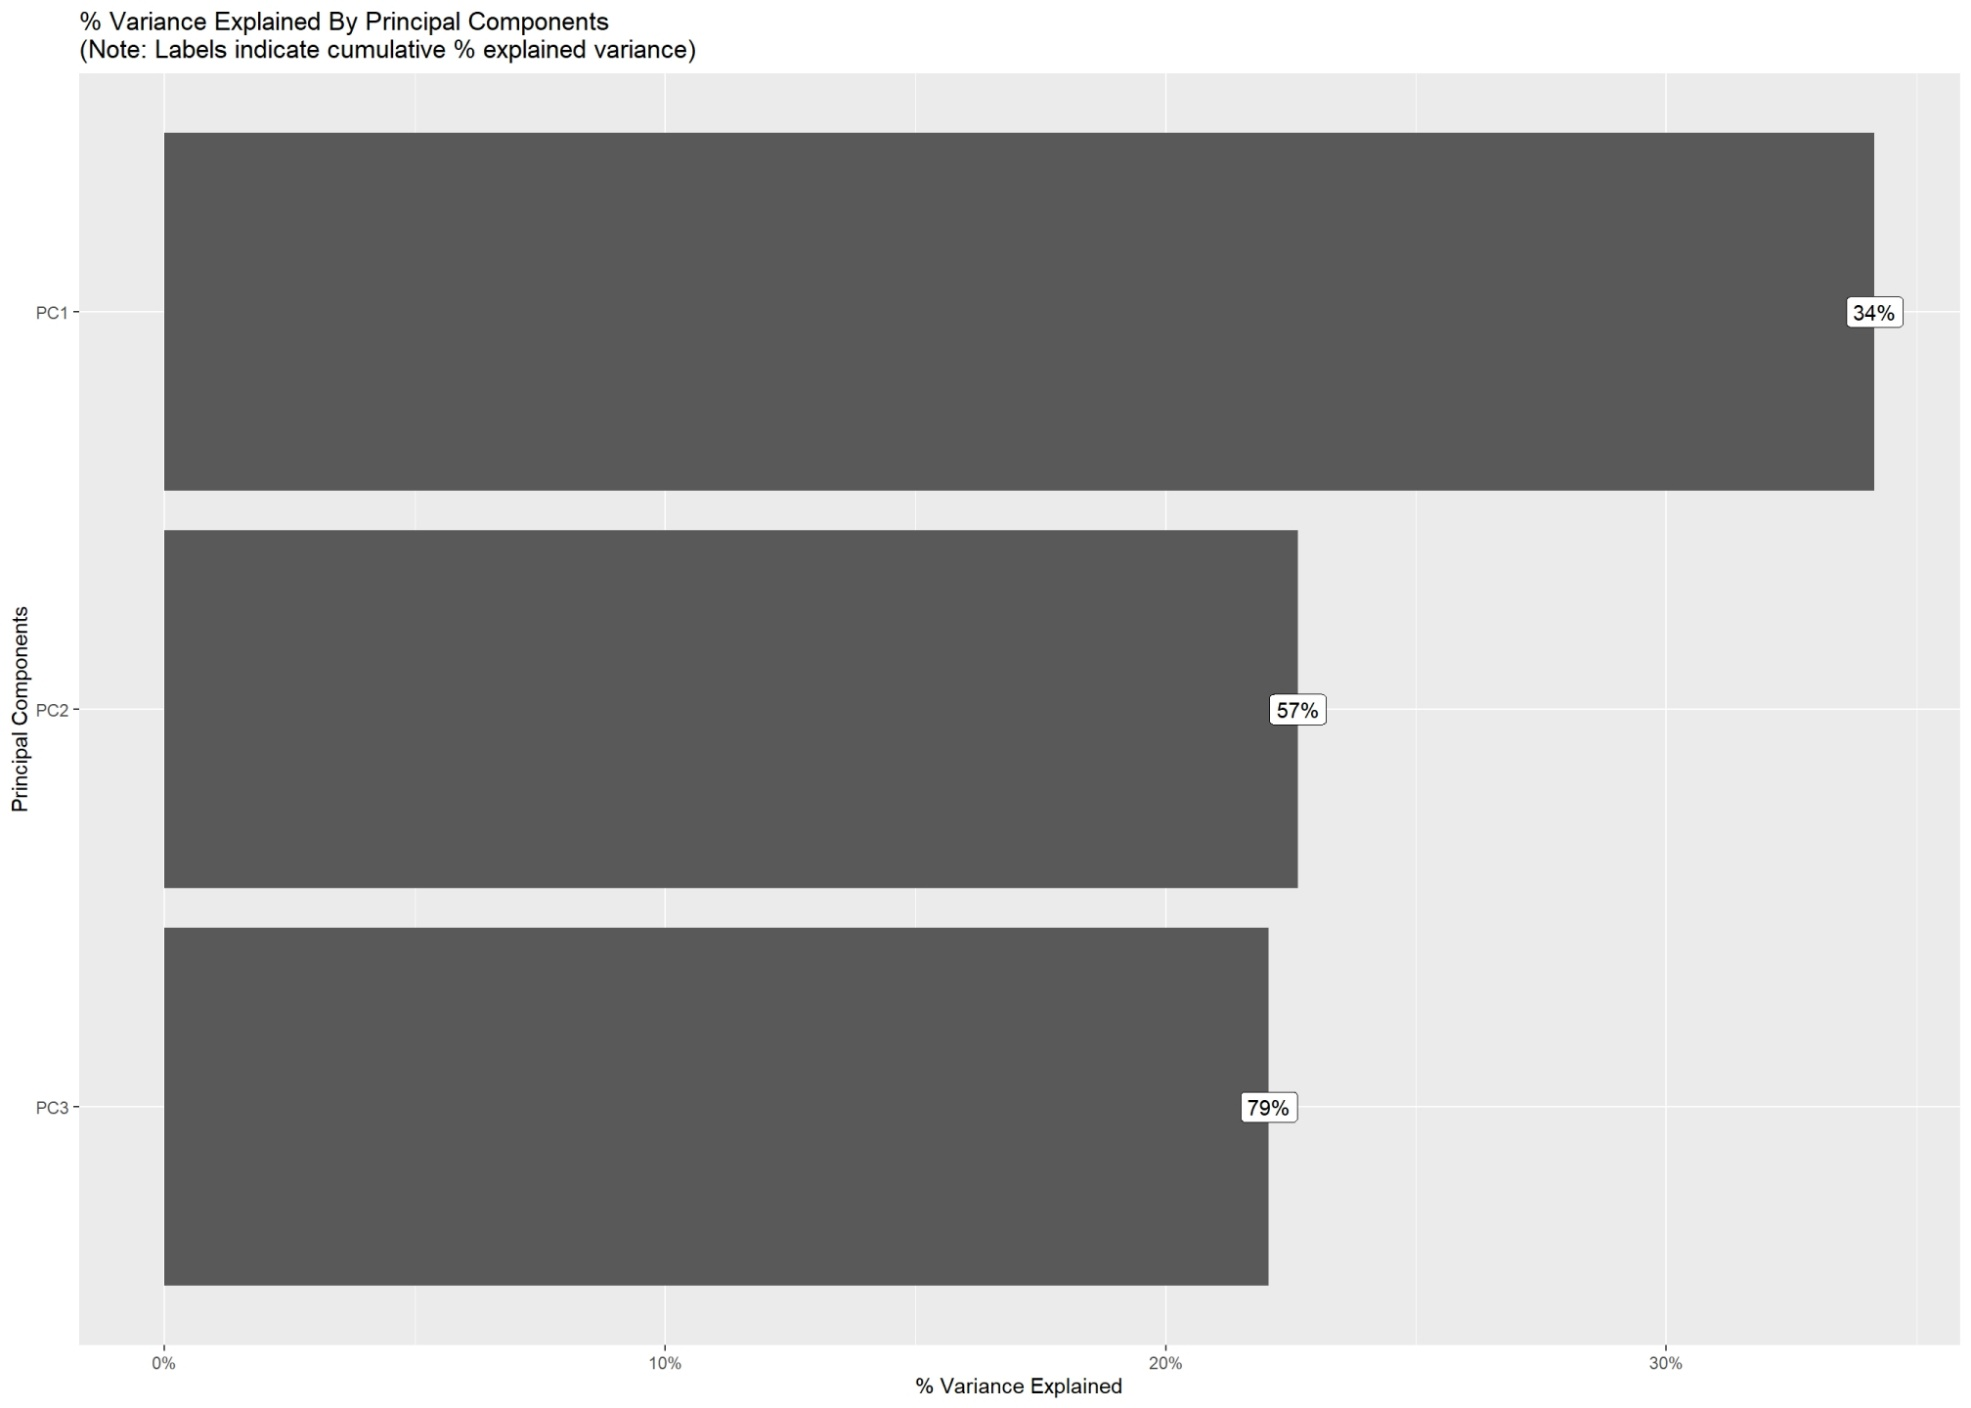 % Variance Explained By Principal Components
(Note: Labels indicate cumulative % explained variance)
Principal Components
PC1
34%
PC2
57%
PC3
79%
0% 10% 20% 30%
% Variance Explained